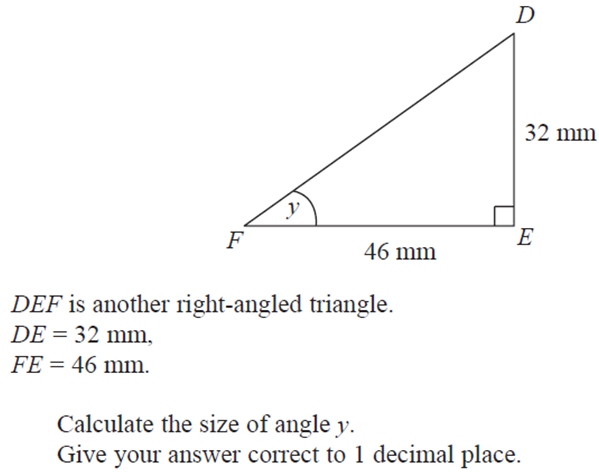 D
32 mm
y
F
E
46 mm
DEF is another right-angled triangle.
DE = 32 mm,
FE = 46 mm.
Calculate the size of angle y.
Give your answer correct to 1 decimal place.